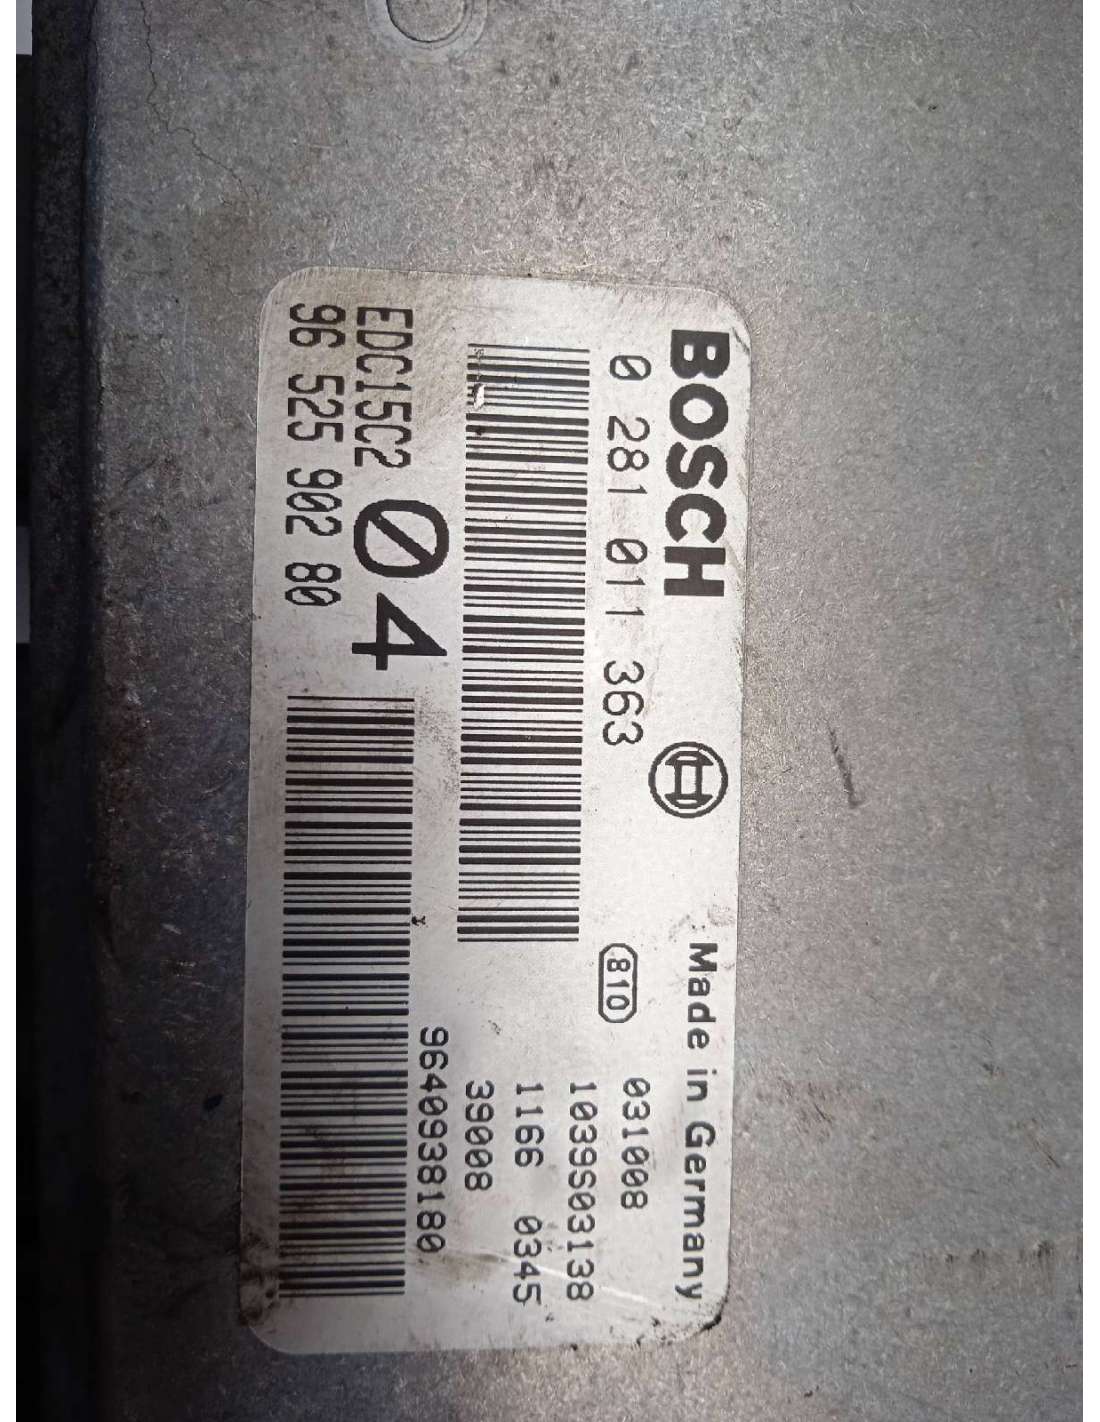 BOSCH
Made in Germany
0 281 011 363
810
031008
1039S03138
1166 0345
39008
EDC15C2
04
96 525 902 80
9640938180